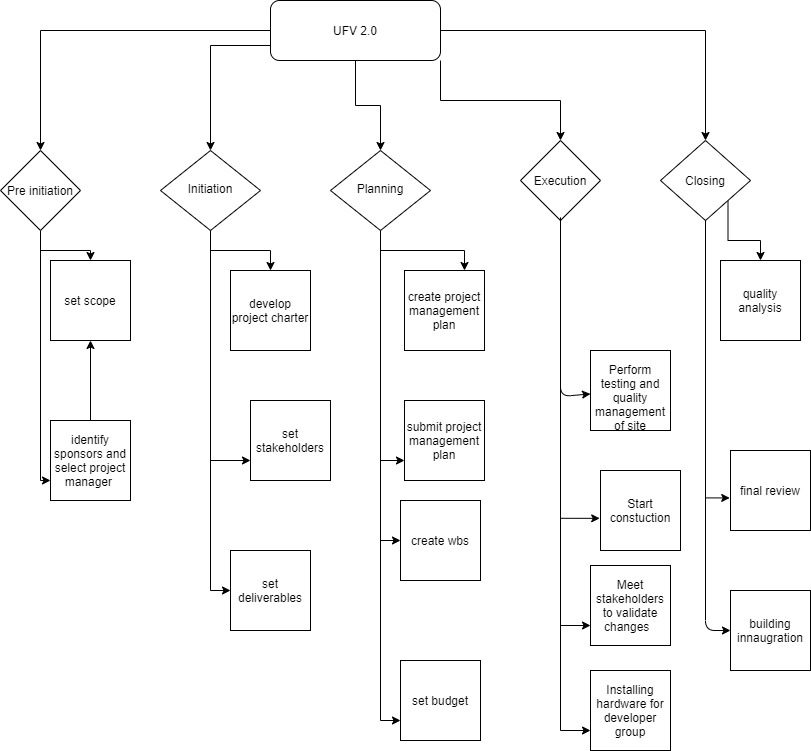 UFV 2.0
Pre initiation
Initiation
Planning
Execution
Closing
set scope
identify
sponsors and
select project
manager
develop
project charter
set
stakeholders
set
deliverables
create project
management
plan
submit project
management
plan
create wbs
set budget
Perform
testing and
quality
management
of site
Start
constuction
Meet
stakeholders
to validate
changes
Installing
hardware for
developer
group
quality
analysis
final review
building
innaugration